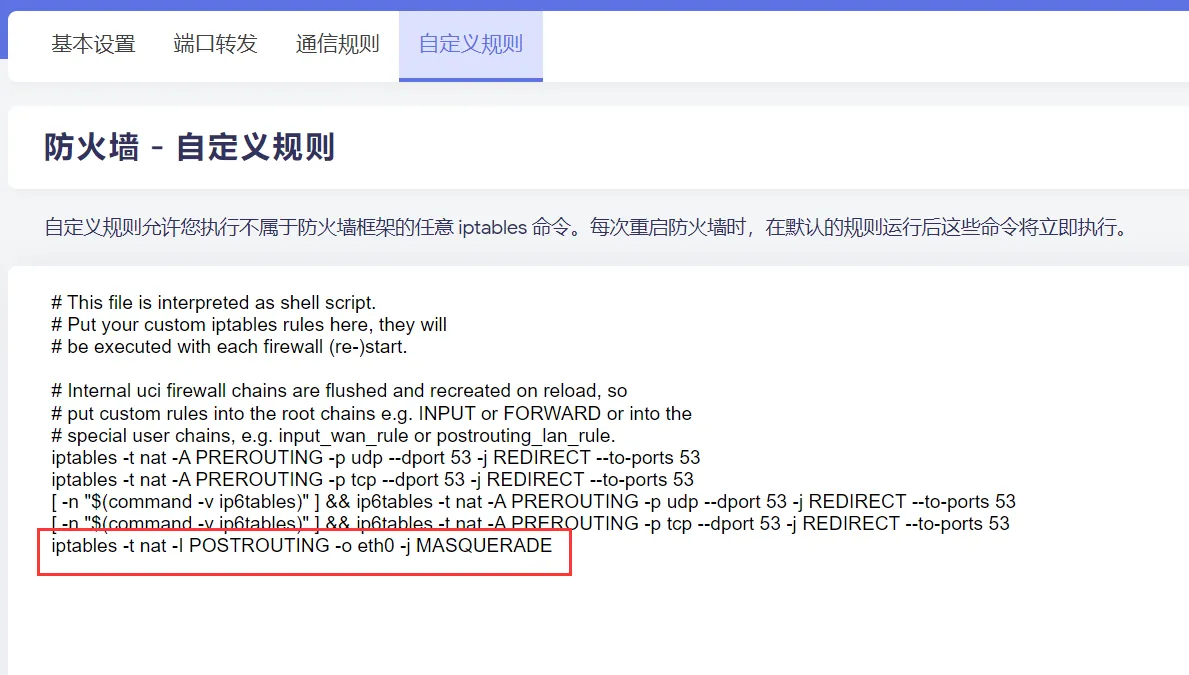 基本设置 端口转发 通信规则 自定义规则
防火墙 - 自定义规则
自定义规则允许您执行不属于防火墙框架的任意 iptables 命令。每次重启防火墙时，在默认的规则运行后这些命令将立即执行。
# This file is interpreted as shell script.
# Put your custom iptables rules here, they will
# be executed with each firewall (re-)start.
# Internal uci firewall chains are flushed and recreated on reload, so
# put custom rules into the root chains e.g. INPUT or FORWARD or into the
# special user chains, e.g. input_wan_rule or postrouting_lan_rule.
iptables -t nat -A PREROUTING -p udp --dport 53 -j REDIRECT --to-ports 53
iptables -t nat -A PREROUTING -p tcp --dport 53 -j REDIRECT --to-ports 53
[ -n "$(command -v ip6tables)" ] && ip6tables -t nat -A PREROUTING -p udp --dport 53 -j REDIRECT --to-ports 53
[ -n "$(command -v ip6tables)" ] && ip6tables -t nat -A PREROUTING -p tcp --dport 53 -j REDIRECT --to-ports 53
iptables -t nat -I POSTROUTING -o eth0 -j MASQUERADE